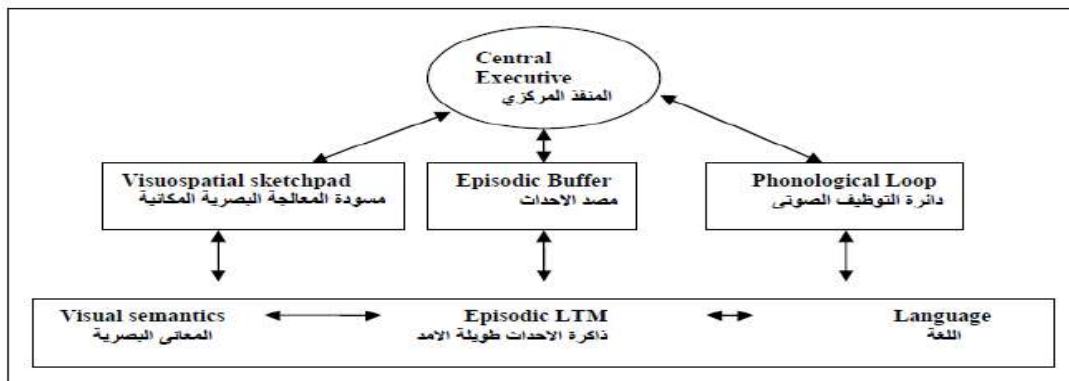 Central
Executive
المنفذ المركزي
Visuospatial sketchpad
مسودة المعالجة البصرية المكانية
Episodic Buffer
مصد الاحداث
Phonological Loop
دائرة التوظيف الصوتى
Visual semantics
المعانى البصرية
Episodic LTM
ذاكرة الاحداث طويلة الامد
Language
اللغة